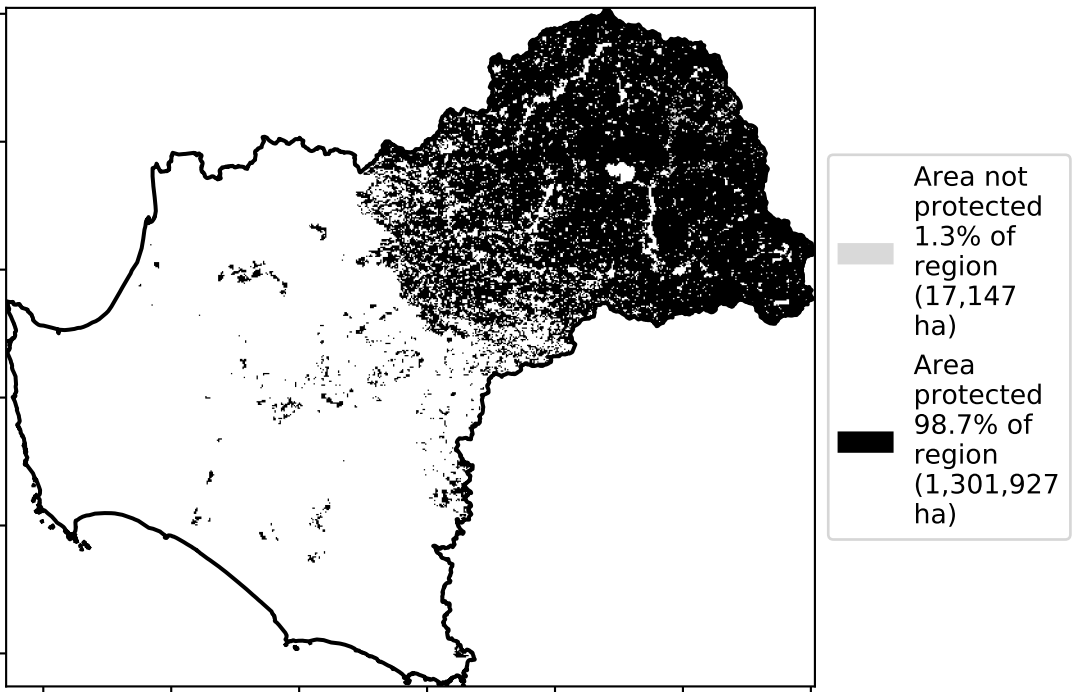 Area not
protected
1.3% of
region
(17,147
ha)
Area
protected
98.7% of
region
(1,301,927
ha)